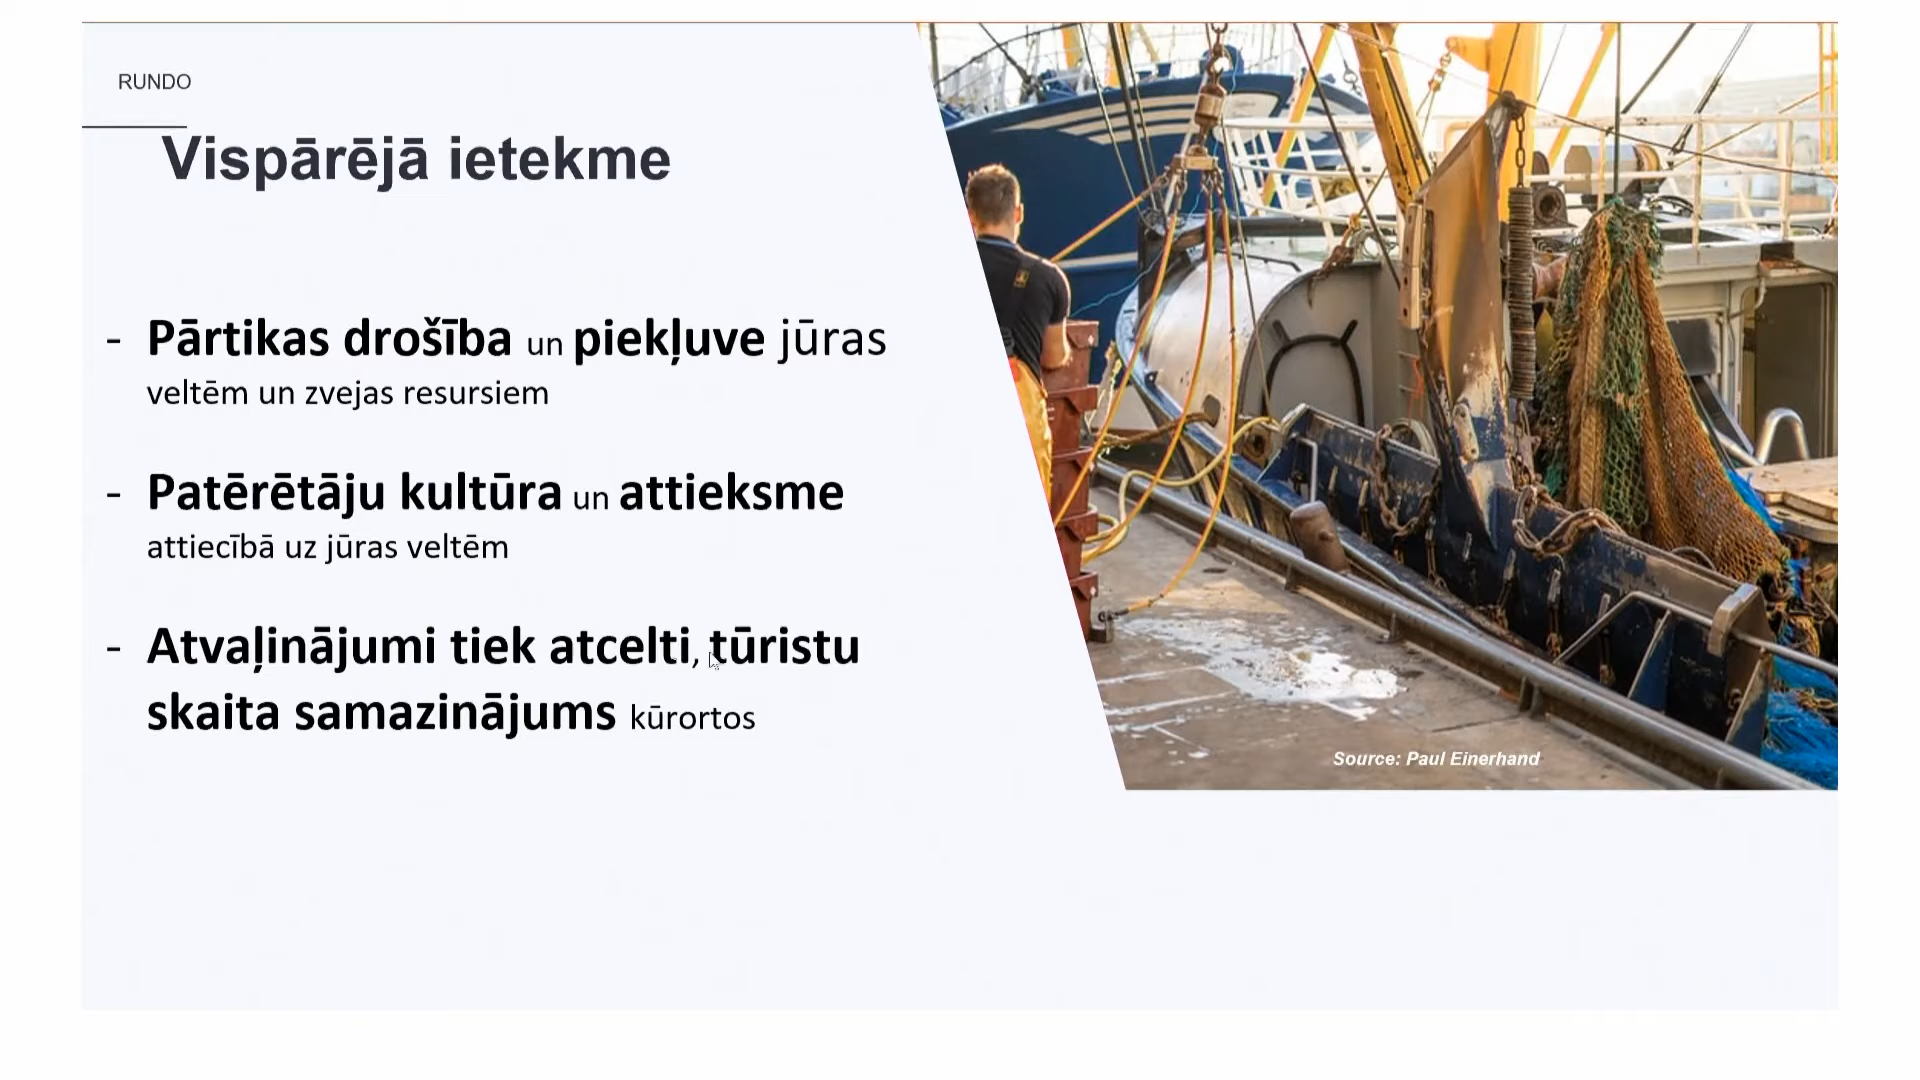 RUNDO
Vispārējā ietekme
- Pārtikas drošība un piekļuve jūras
veltēm un zvejas resursiem
- Patērētāju kultūra un attieksme
attiecībā uz jūras veltēm
- Atvaļinājumi tiek atcelti, tūristu
skaita samazinājums kūrortos
Source: Paul Einerhand